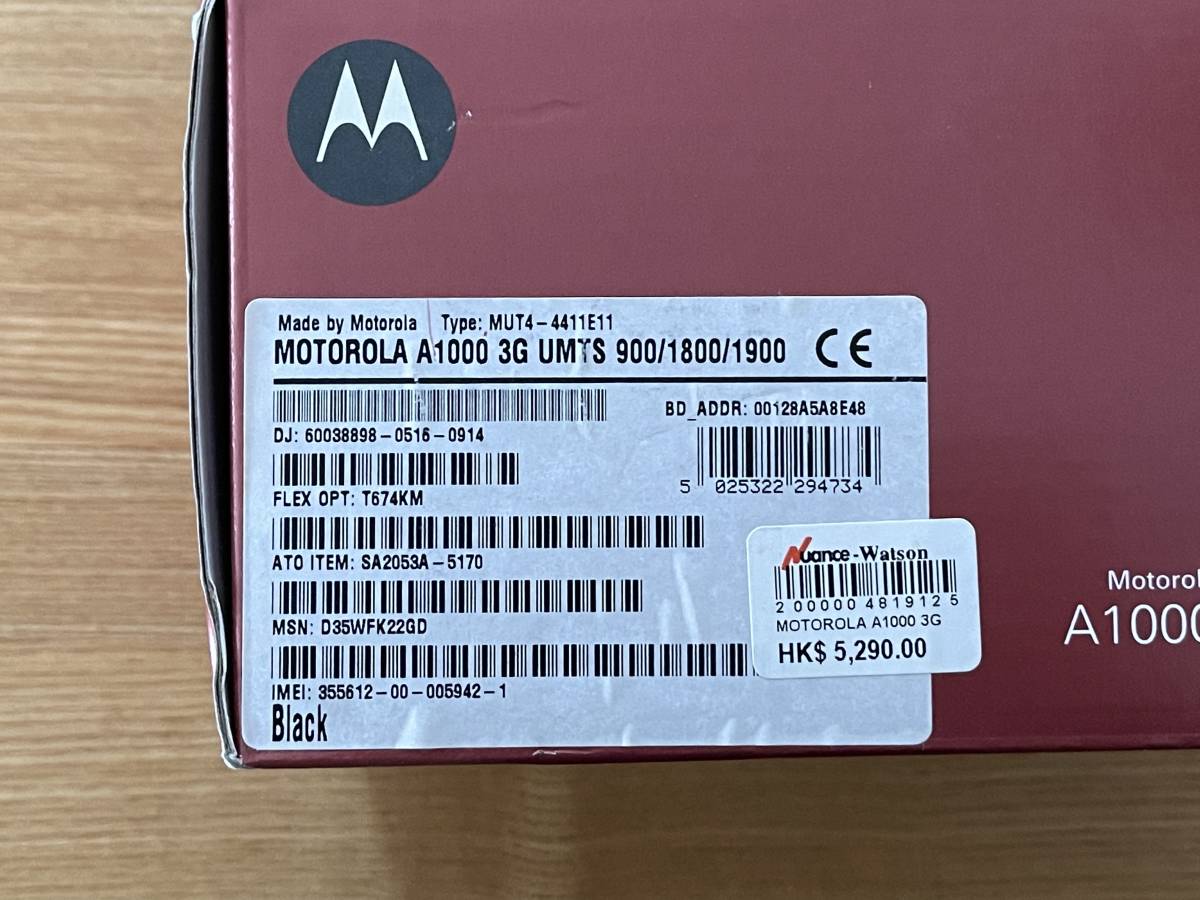 Made by Motorola Type: MUT4-4411E11
MOTOROLA A1000 3G UMTS 900/1800/1900 CE
DJ: 60038898-0516-0914
BD_ADDR: 00128A5A8E48
5 025322 294734
FLEX OPT: T674KM
ATO ITEM: SA2053A-5170
MSN: D35WFK22GD
IMEI: 355612-00-005942-1
Black
Nuance-Watson
2 00000 481912 5
MOTOROLA A1000 3G
HK$ 5,290.00
Motorol
A1000